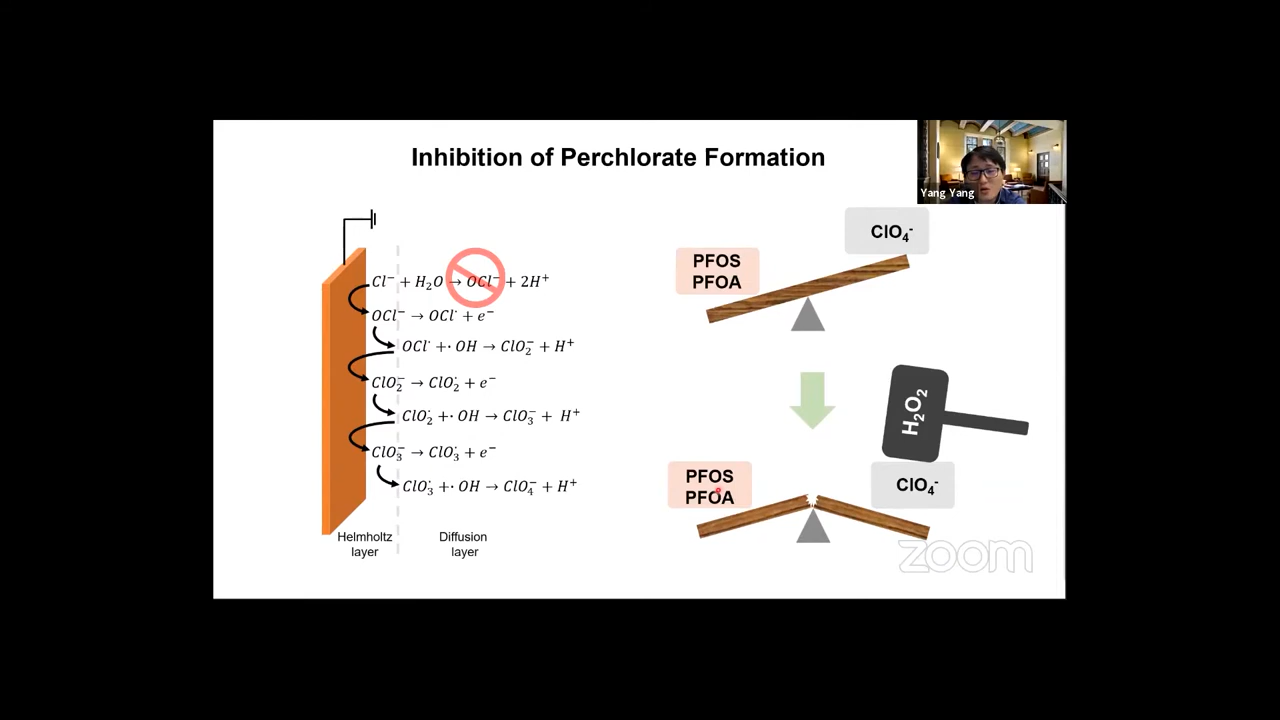 Inhibition of Perchlorate Formation
Yang Yang
Cl⁻ + H₂O → OCl⁻ + 2H⁺
OCl⁻ → OCl· + e⁻
OCl· +· OH → ClO₂⁻ + H⁺
ClO₂⁻ → ClO₂· + e⁻
ClO₂· +· OH → ClO₃⁻ + H⁺
ClO₃⁻ → ClO₃· + e⁻
ClO₃· +· OH → ClO₄⁻ + H⁺
Helmholtz
layer
Diffusion
layer
PFOS
PFOA
ClO₄⁻
H₂O₂
PFOS
PFOA
ClO₄⁻
zoom